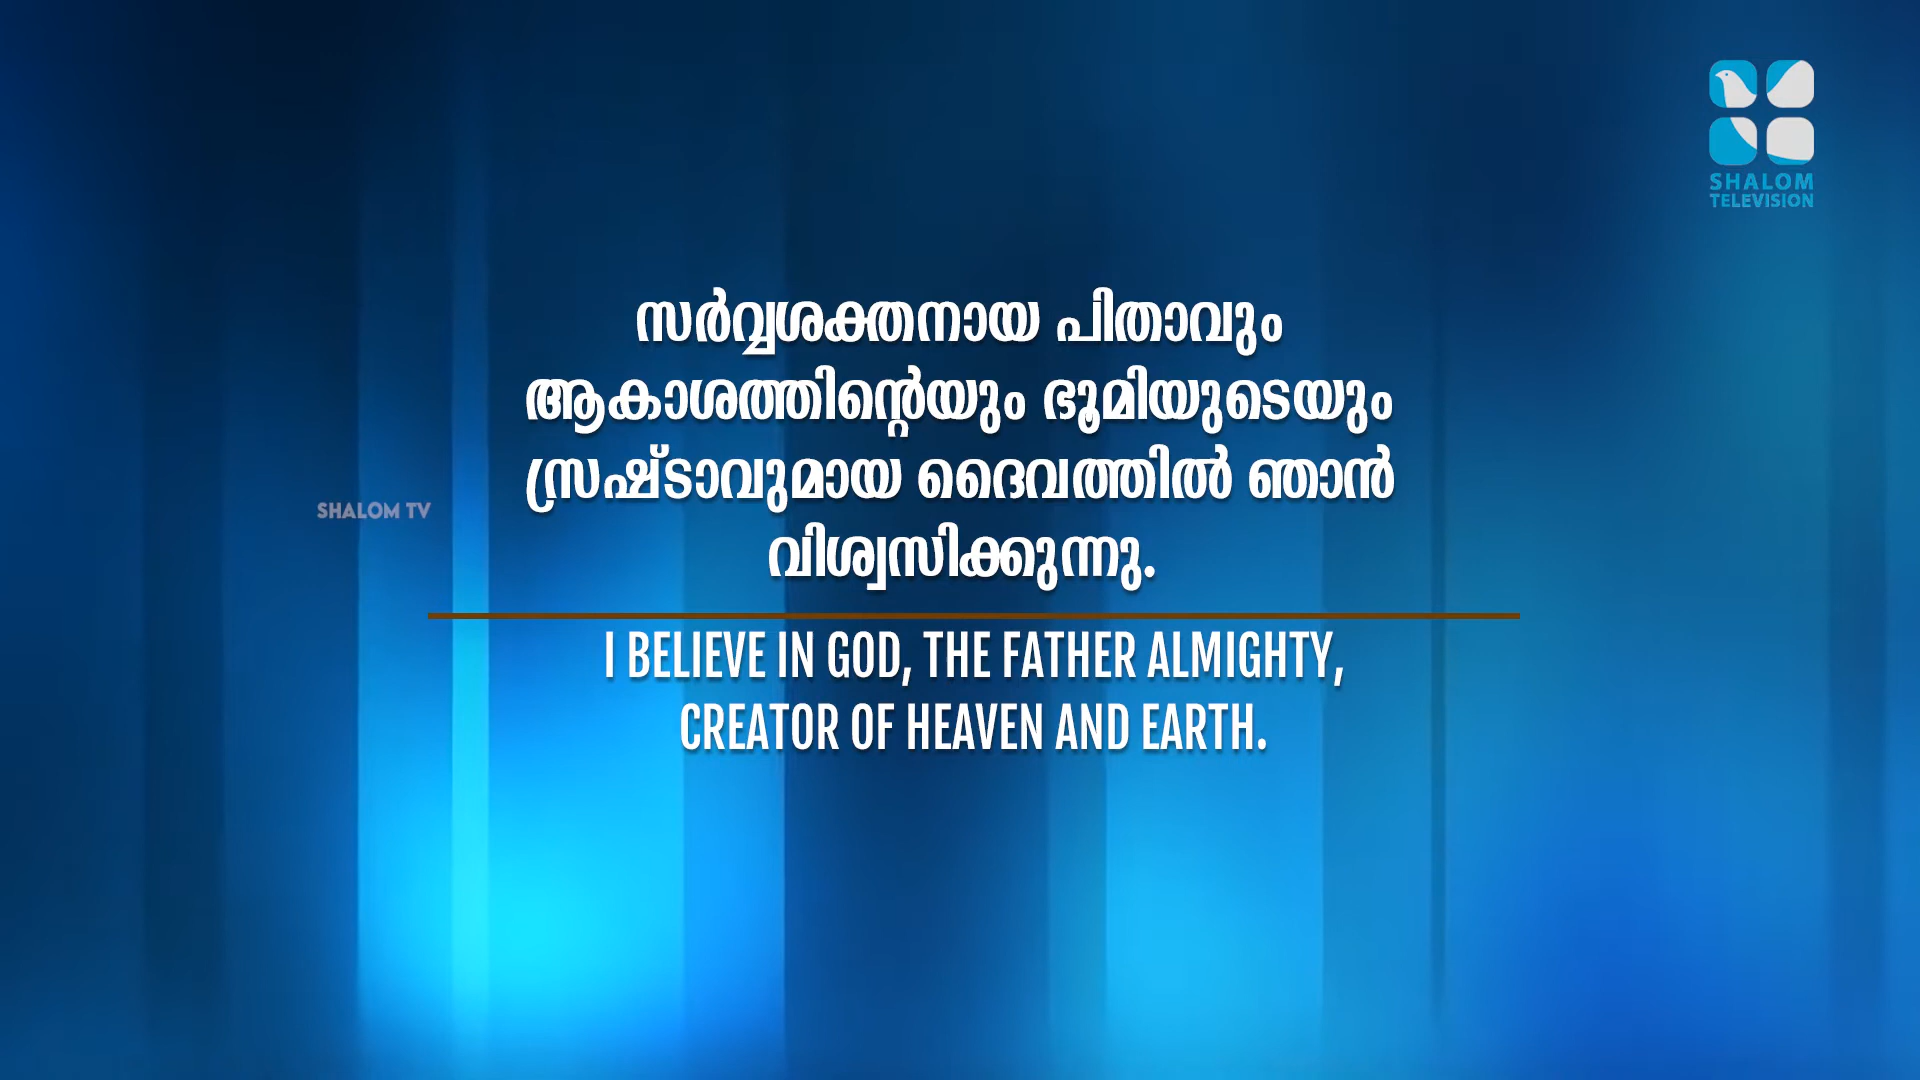 SHALOM
TELEVISION
സർവ്വശക്തനായ പിതാവും
ആകാശത്തിന്റെയും ഭൂമിയുടെയും
സ്രഷ്ടാവുമായ ദൈവത്തിൽ ഞാൻ
വിശ്വസിക്കുന്നു.
SHALOM TV
I BELIEVE IN GOD, THE FATHER ALMIGHTY,
CREATOR OF HEAVEN AND EARTH.